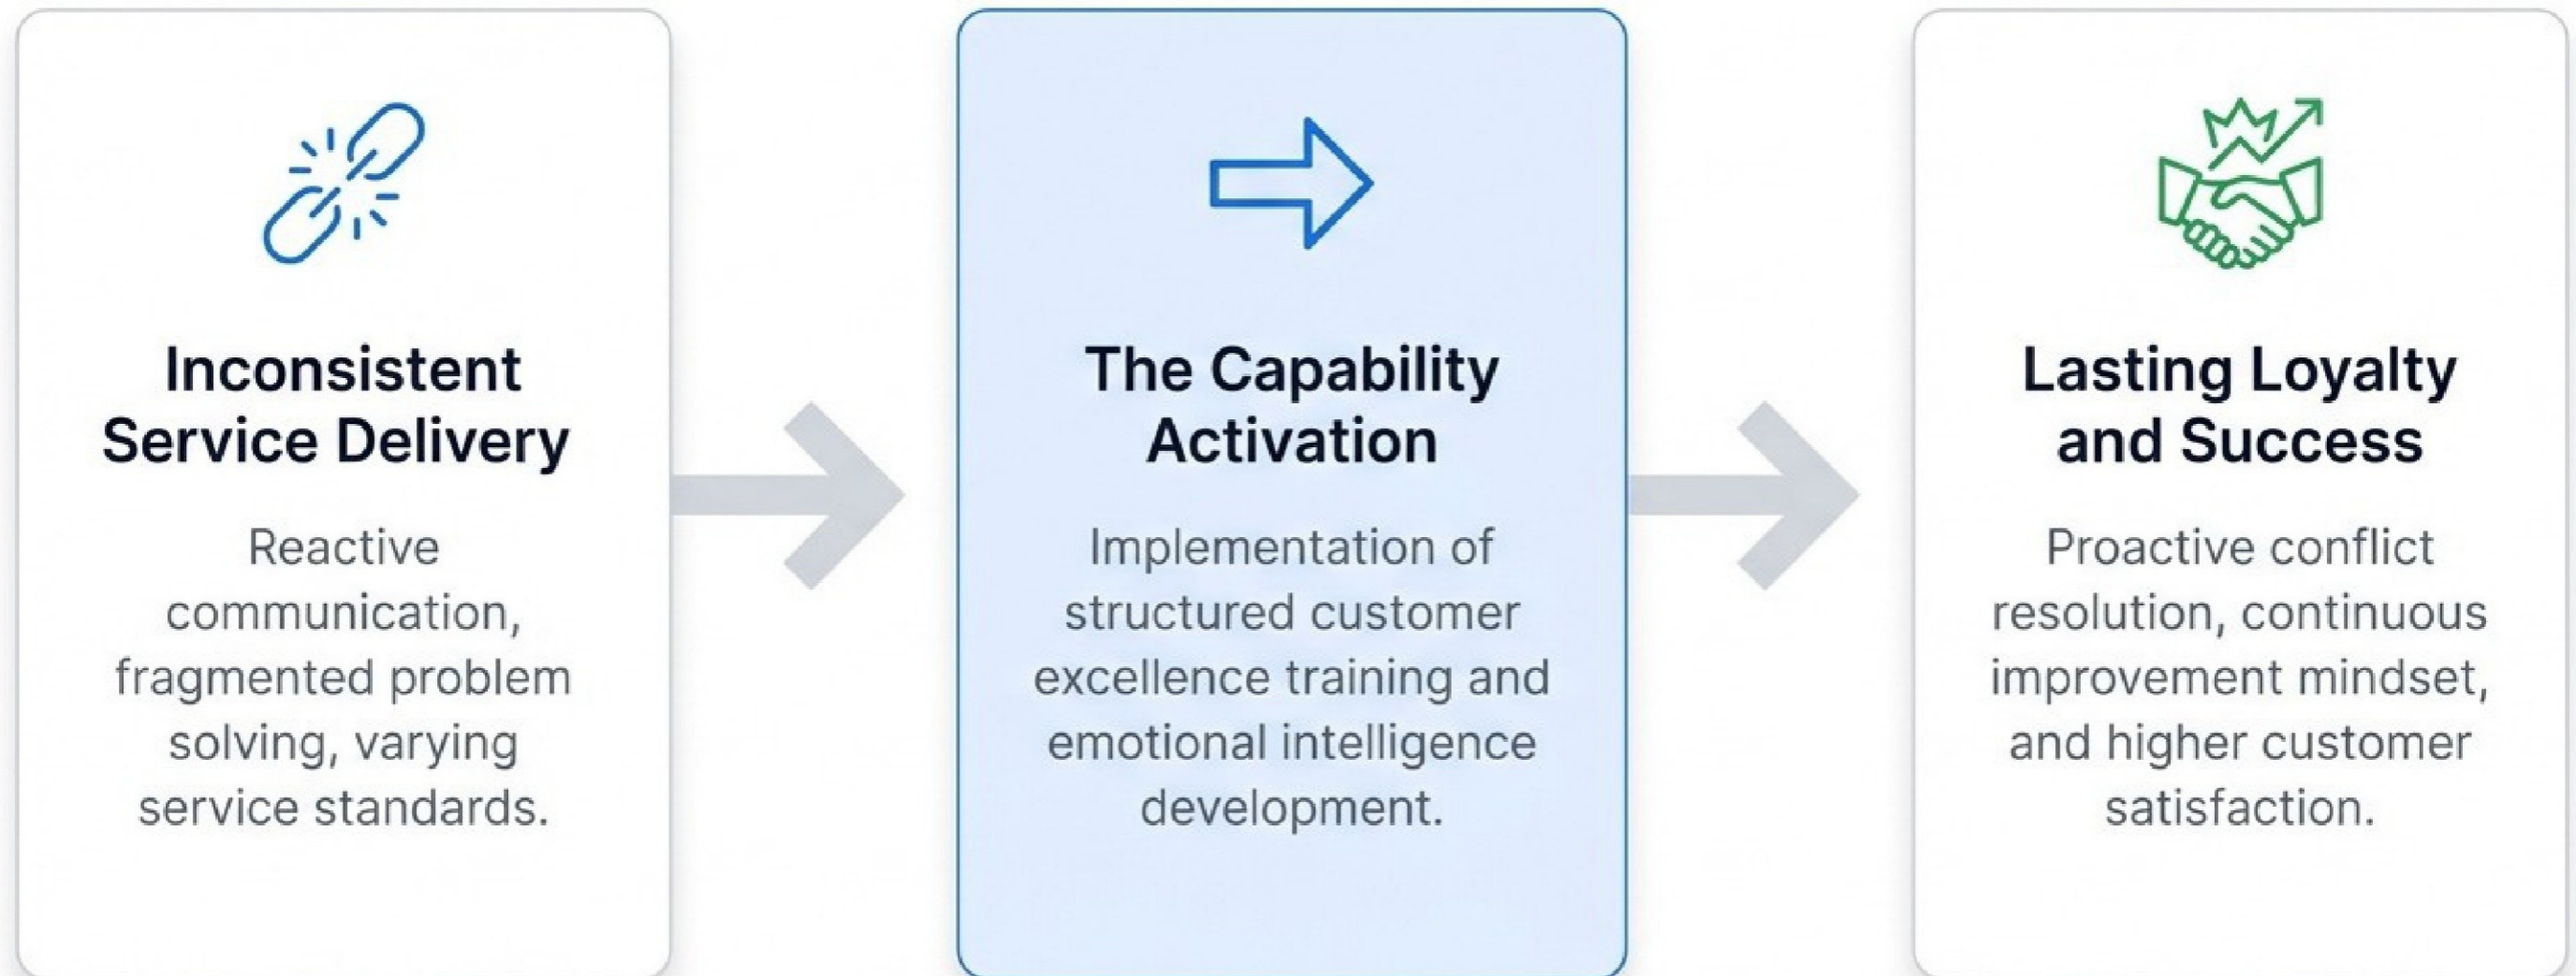 Inconsistent
Service Delivery
Reactive
communication,
fragmented problem
solving, varying
service standards.
The Capability
Activation
Implementation of
structured customer
excellence training and
emotional intelligence
development.
Lasting Loyalty
and Success
Proactive conflict
resolution, continuous
improvement mindset,
and higher customer
satisfaction.